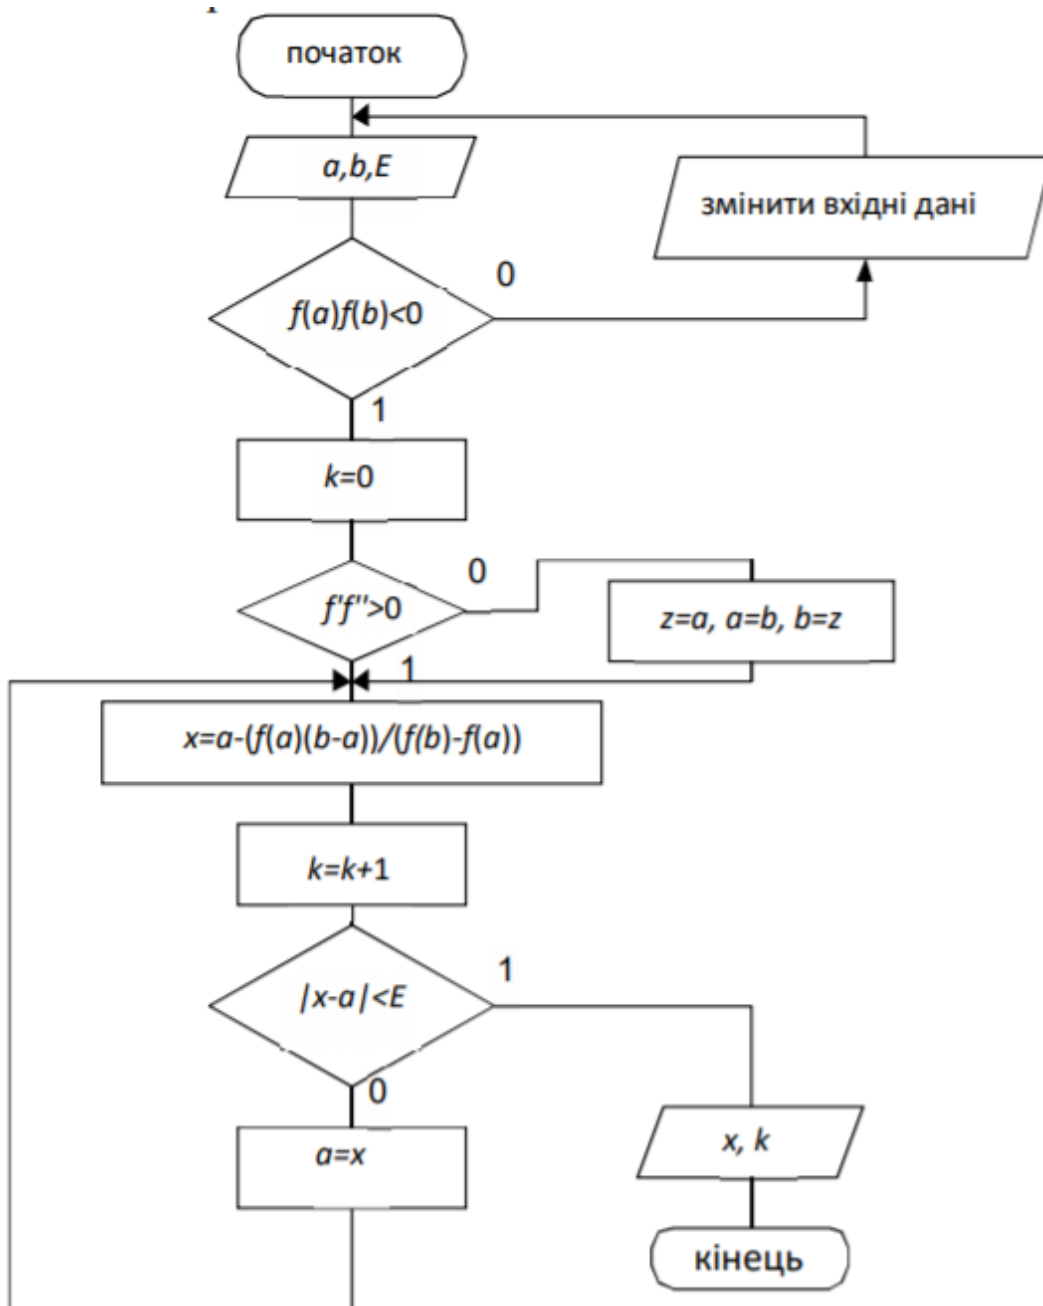 початок
a,b,E
змінити вхідні дані
0
f(a)f(b)<0
1
k=0
0
f'f''>0
z=a, a=b, b=z
1
x=a-(f(a)(b-a))/(f(b)-f(a))
k=k+1
1
|x-a|<E
0
a=x
x, k
кінець